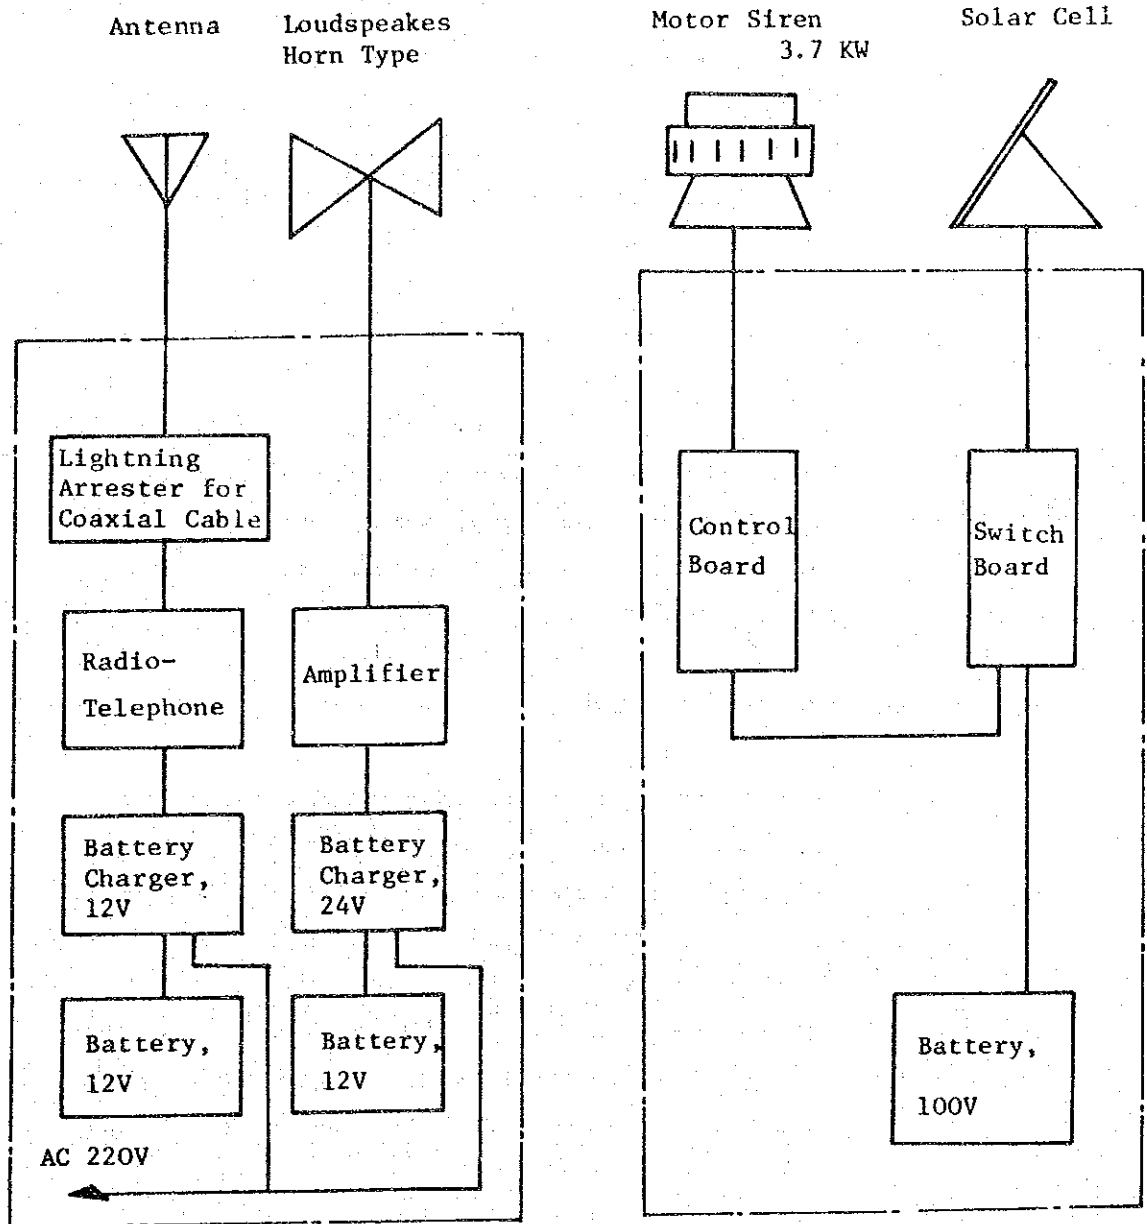 Antenna
Loudspeakes
Horn Type
Motor Siren
3.7 KW
Solar Cell
Lightning
Arrester for
Coaxial Cable
Radio-
Telephone
Amplifier
Control
Board
Switch
Board
Battery
Charger,
12V
Battery
Charger,
24V
Battery,
12V
Battery,
12V
Battery,
100V
AC 220V